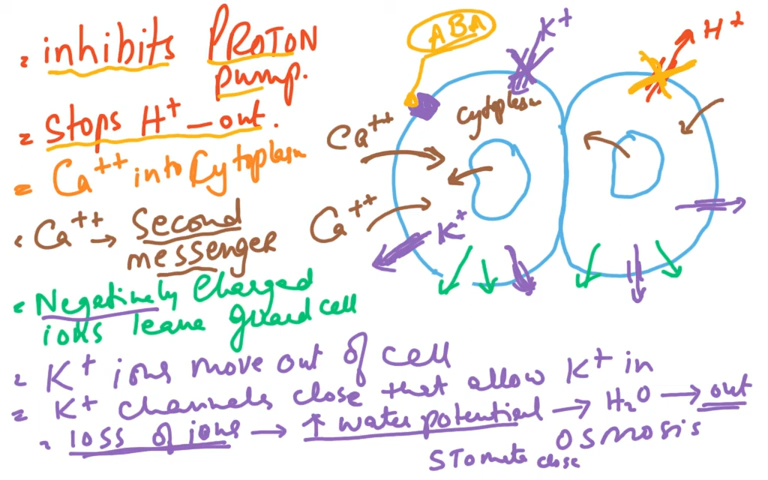 inhibits PROTON
pump.
Stops H+ - out.
Ca++ into Cytoplasm
Ca++ → Second
messenger
Negatively Charged
ions leave guard cell
K+ ions move out of cell
K+ channels close that allow K+ in
loss of ions → ↑ water potential → H2O → out
OSMOSIS
STomata close
ABA
K+
H+
Cytoplasm
Ca++
Ca++
K+